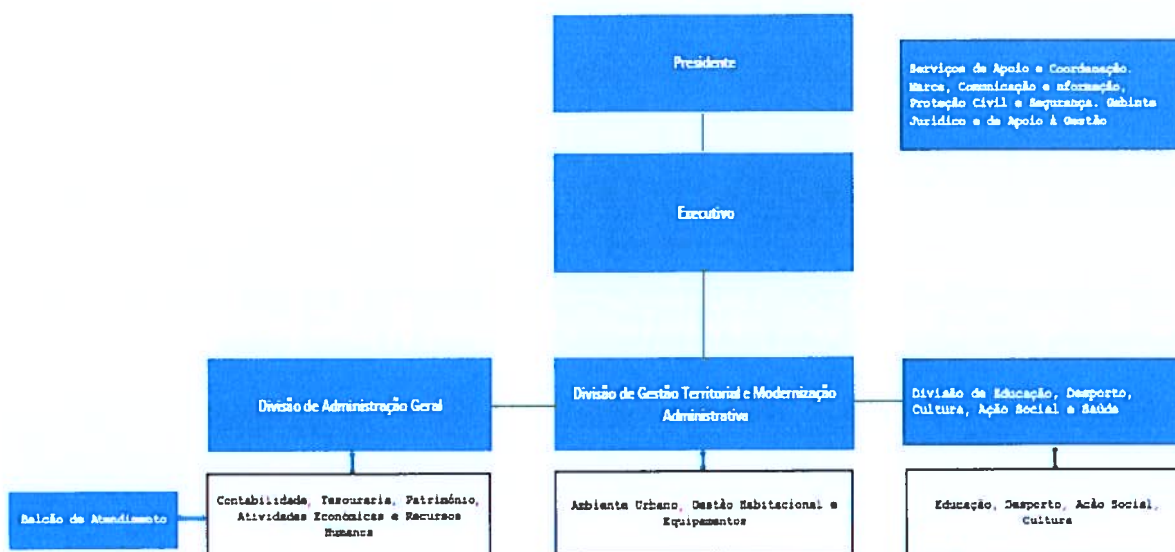 Presidente
Serviços de Apoio e Coordenação.
Marca, Comunicação e nformação,
Proteção Civil e Segurança. Gabinte
Jurídico e de Apoio à Gestão
Executivo
Divisão de Administração Geral
Divisão de Gestão Territorial e Modernização
Administrativa
Divisão de Educação, Desporto,
Cultura, Ação Social e Saúde
Balcão de Atendimento
Contabilidade, Tesouraria, Património,
Atividades Económicas e Recursos
Humanos
Ambiente Urbano, Gestão Habitacional e
Equipamentos
Educação, Desporto, Ação Social,
Cultura